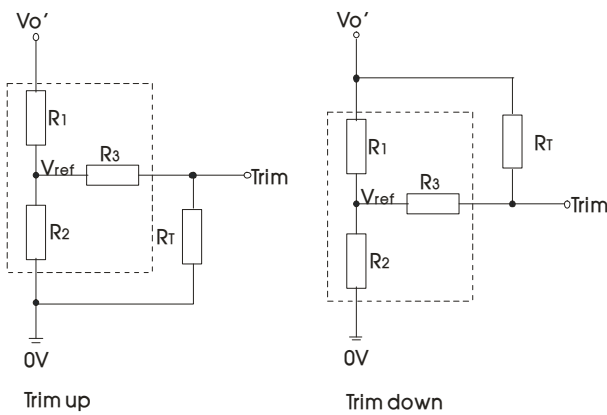 Vo’
R1
R3
Vref
Trim
R2
RT
0V
Trim up
Vo’
R1
RT
R3
Vref
Trim
R2
0V
Trim down